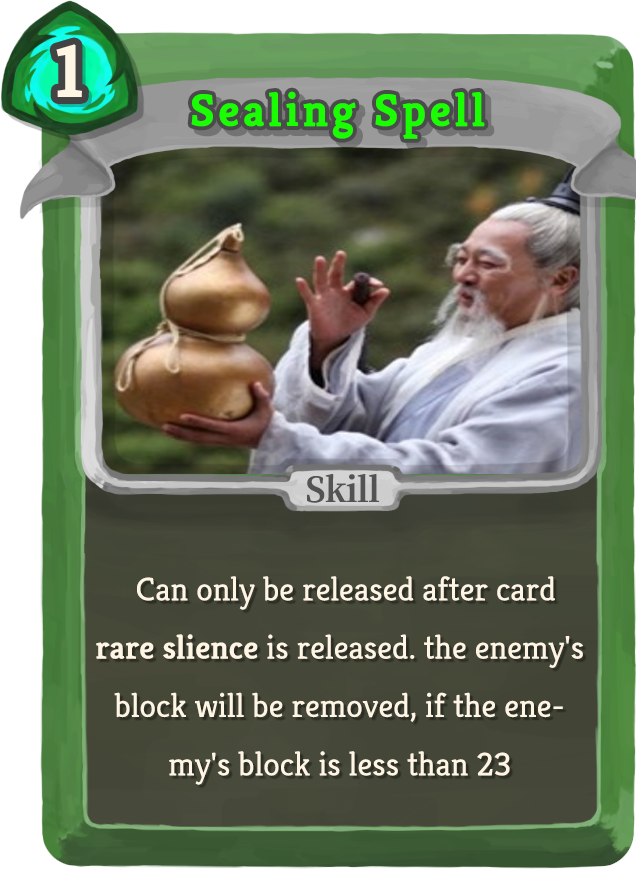 1
Sealing Spell
Skill
Can only be released after card
rare slience is released. the enemy's
block will be removed, if the ene-
my's block is less than 23